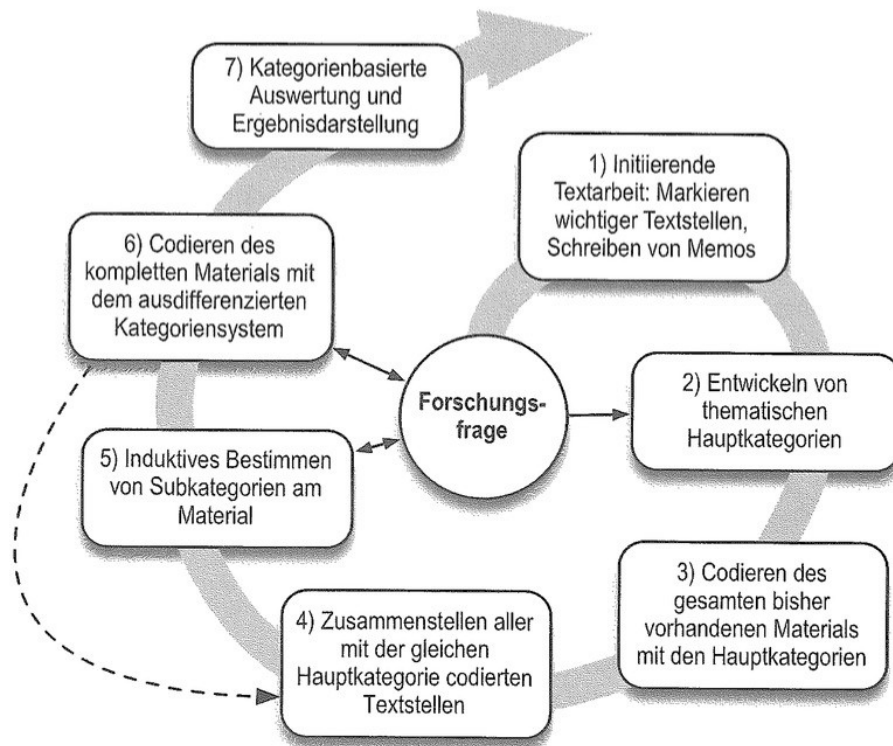 7) Kategorienbasierte
Auswertung und
Ergebnisdarstellung
1) Initiierende
Textarbeit: Markieren
wichtiger Textstellen,
Schreiben von Memos
6) Codieren des
kompletten Materials mit
dem ausdifferenzierten
Kategoriensystem
Forschungs-
frage
2) Entwickeln von
thematischen
Hauptkategorien
5) Induktives Bestimmen
von Subkategorien am
Material
3) Codieren des
gesamten bisher
vorhandenen Materials
mit den Hauptkategorien
4) Zusammenstellen aller
mit der gleichen
Hauptkategorie codierten
Textstellen